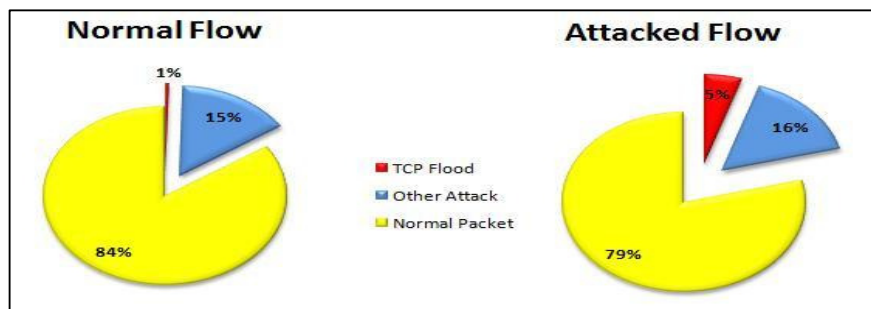 Normal Flow
1%
15%
84%
TCP Flood
Other Attack
Normal Packet
Attacked Flow
5%
16%
79%